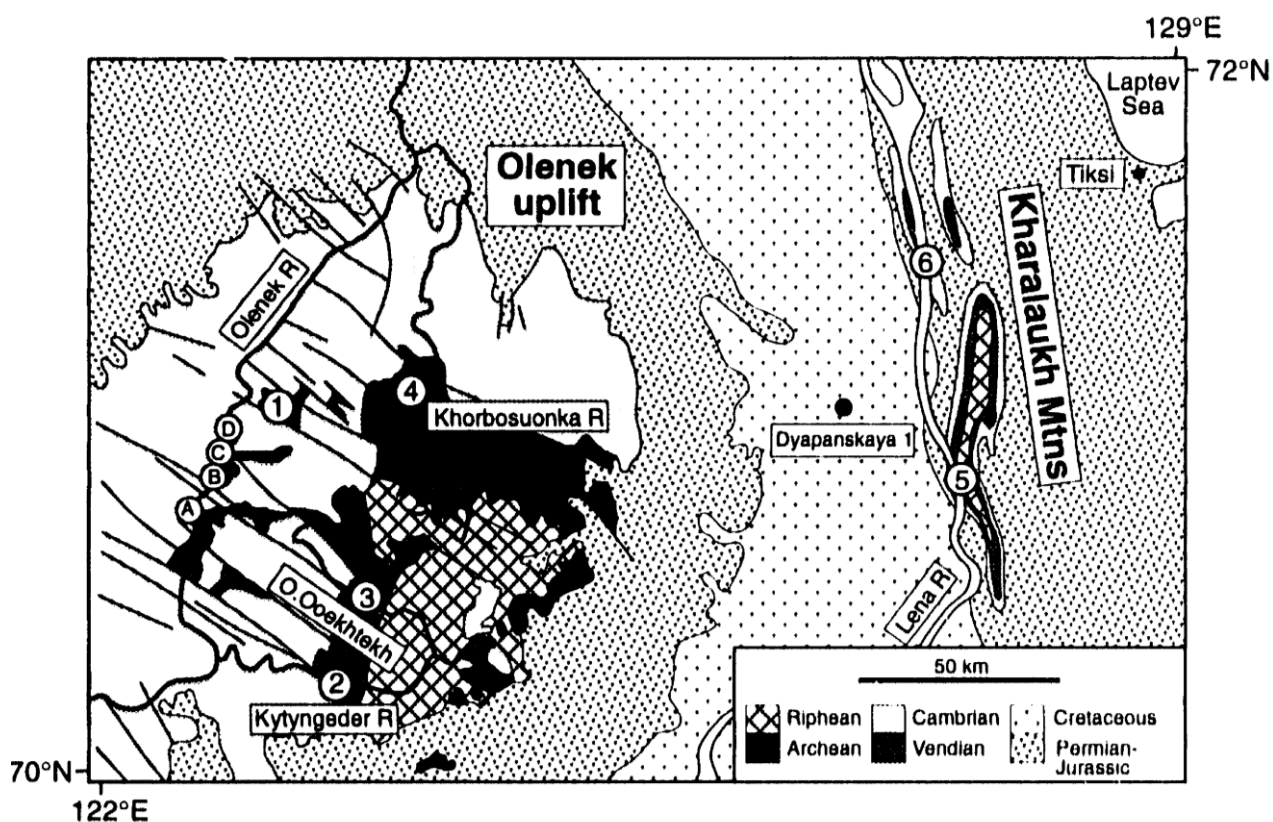 129°E
72°N
Laptev
Sea
Tiksi
Olenek
uplift
Kharalaukh Mtns
6
Olenek R
1
4
Khorbosuonka R
D
C
B
A
Dyapanskaya 1
5
3
O. Ooekhtekh
Lena R
2
Kytyngeder R
50 km
Riphean
Cambrian
Cretaceous
Archean
Vendian
Permian-
Jurassic
70°N
122°E